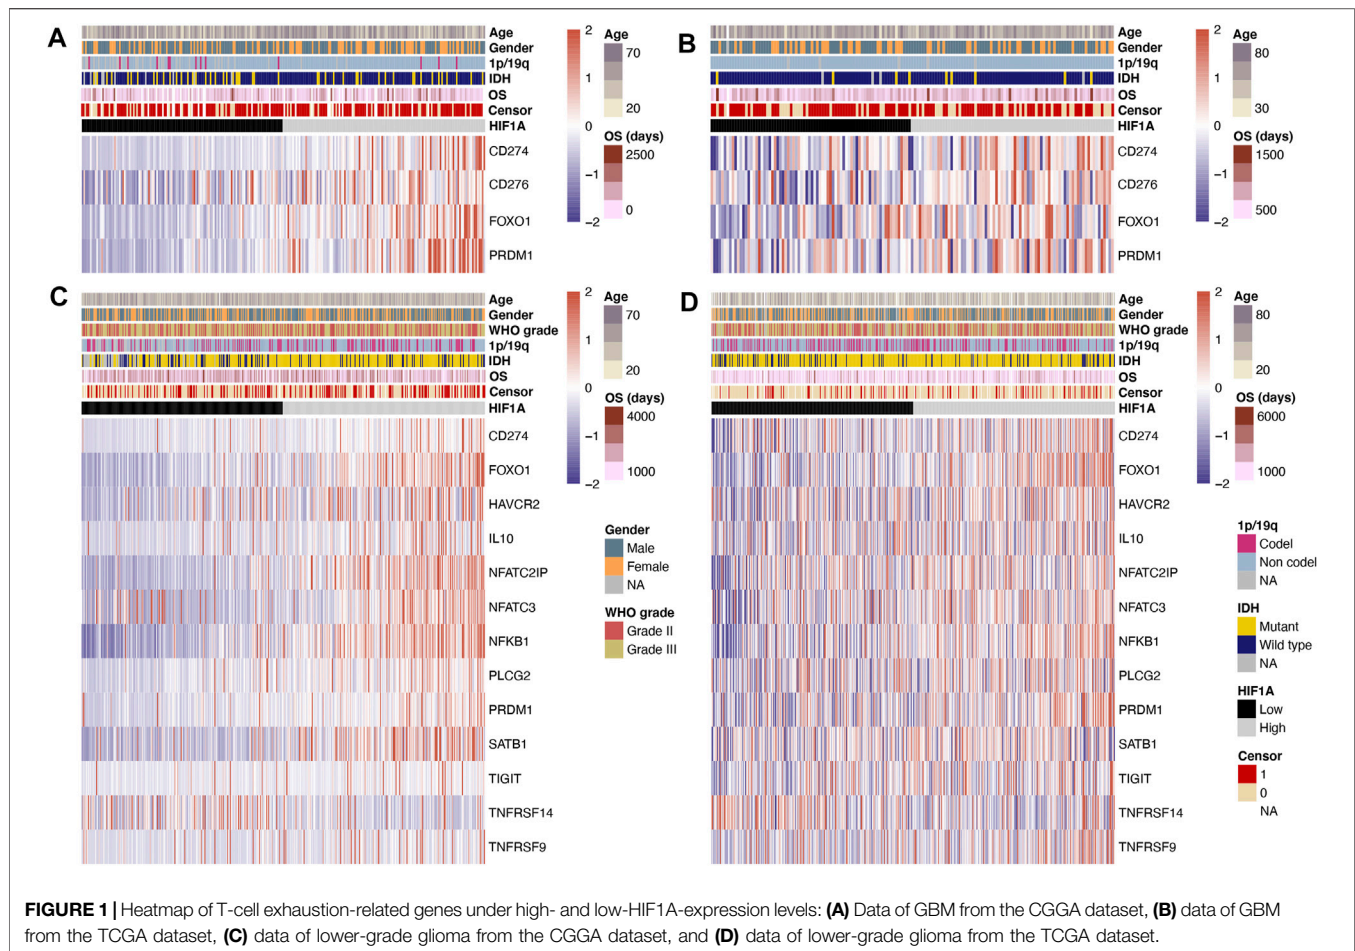 A
Age
Gender
1p/19q
IDH
OS
Censor
HIF1A
CD274
CD276
FOXO1
PRDM1
2
1
0
−1
−2
Age
70
20
OS (days)
2500
0
B
Age
Gender
1p/19q
IDH
OS
Censor
HIF1A
CD274
CD276
FOXO1
PRDM1
2
1
0
−1
−2
Age
80
30
OS (days)
1500
500
C
Age
Gender
WHO grade
1p/19q
IDH
OS
Censor
HIF1A
CD274
FOXO1
HAVCR2
IL10
NFATC2IP
NFATC3
NFKB1
PLCG2
PRDM1
SATB1
TIGIT
TNFRSF14
TNFRSF9
2
1
0
−1
−2
Age
70
20
OS (days)
4000
1000
Gender
Male
Female
NA
WHO grade
Grade II
Grade III
D
Age
Gender
WHO grade
1p/19q
IDH
OS
Censor
HIF1A
CD274
FOXO1
HAVCR2
IL10
NFATC2IP
NFATC3
NFKB1
PLCG2
PRDM1
SATB1
TIGIT
TNFRSF14
TNFRSF9
2
1
0
−1
−2
Age
80
20
OS (days)
6000
1000
1p/19q
Codel
Non codel
NA
IDH
Mutant
Wild type
NA
HIF1A
Low
High
Censor
1
0
NA
FIGURE 1 | Heatmap of T-cell exhaustion-related genes under high- and low-HIF1A-expression levels: (A) Data of GBM from the CGGA dataset, (B) data of GBM
from the TCGA dataset, (C) data of lower-grade glioma from the CGGA dataset, and (D) data of lower-grade glioma from the TCGA dataset.